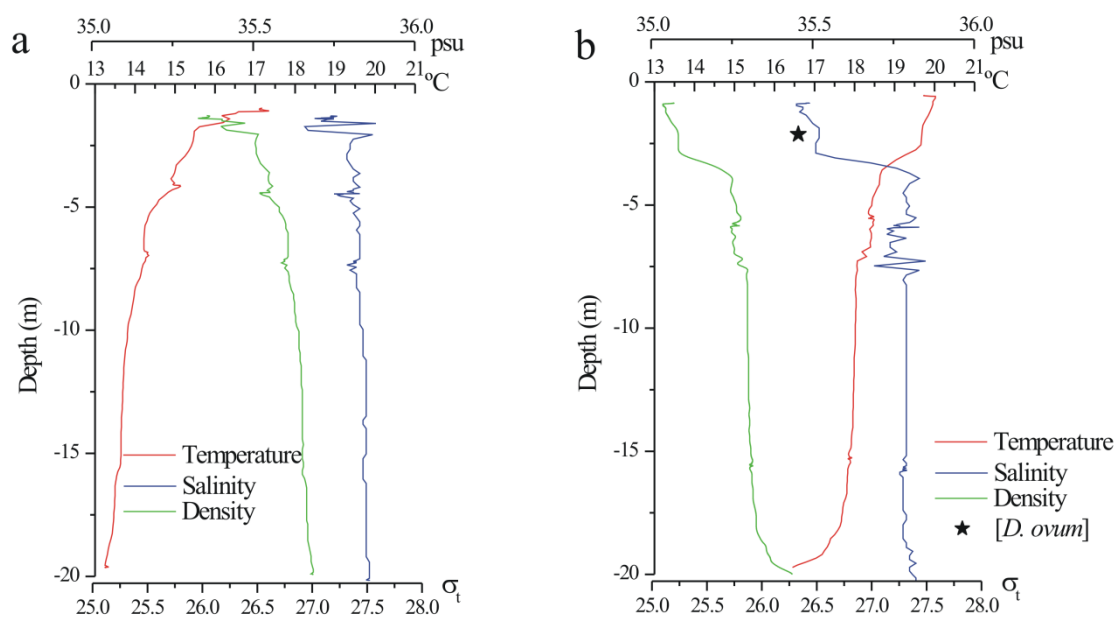 a
35.0 35.5 36.0
psu
13 14 15 16 17 18 19 20 21
ºC
0
-5
-10
-15
-20
Depth (m)
Temperature
Salinity
Density
25.0 25.5 26.0 26.5 27.0 27.5 28.0
σt
b
35.0 35.5 36.0
psu
13 14 15 16 17 18 19 20 21
ºC
0
-5
-10
-15
-20
Depth (m)
Temperature
Salinity
Density
★ [D. ovum]
25.0 25.5 26.0 26.5 27.0 27.5 28.0
σt